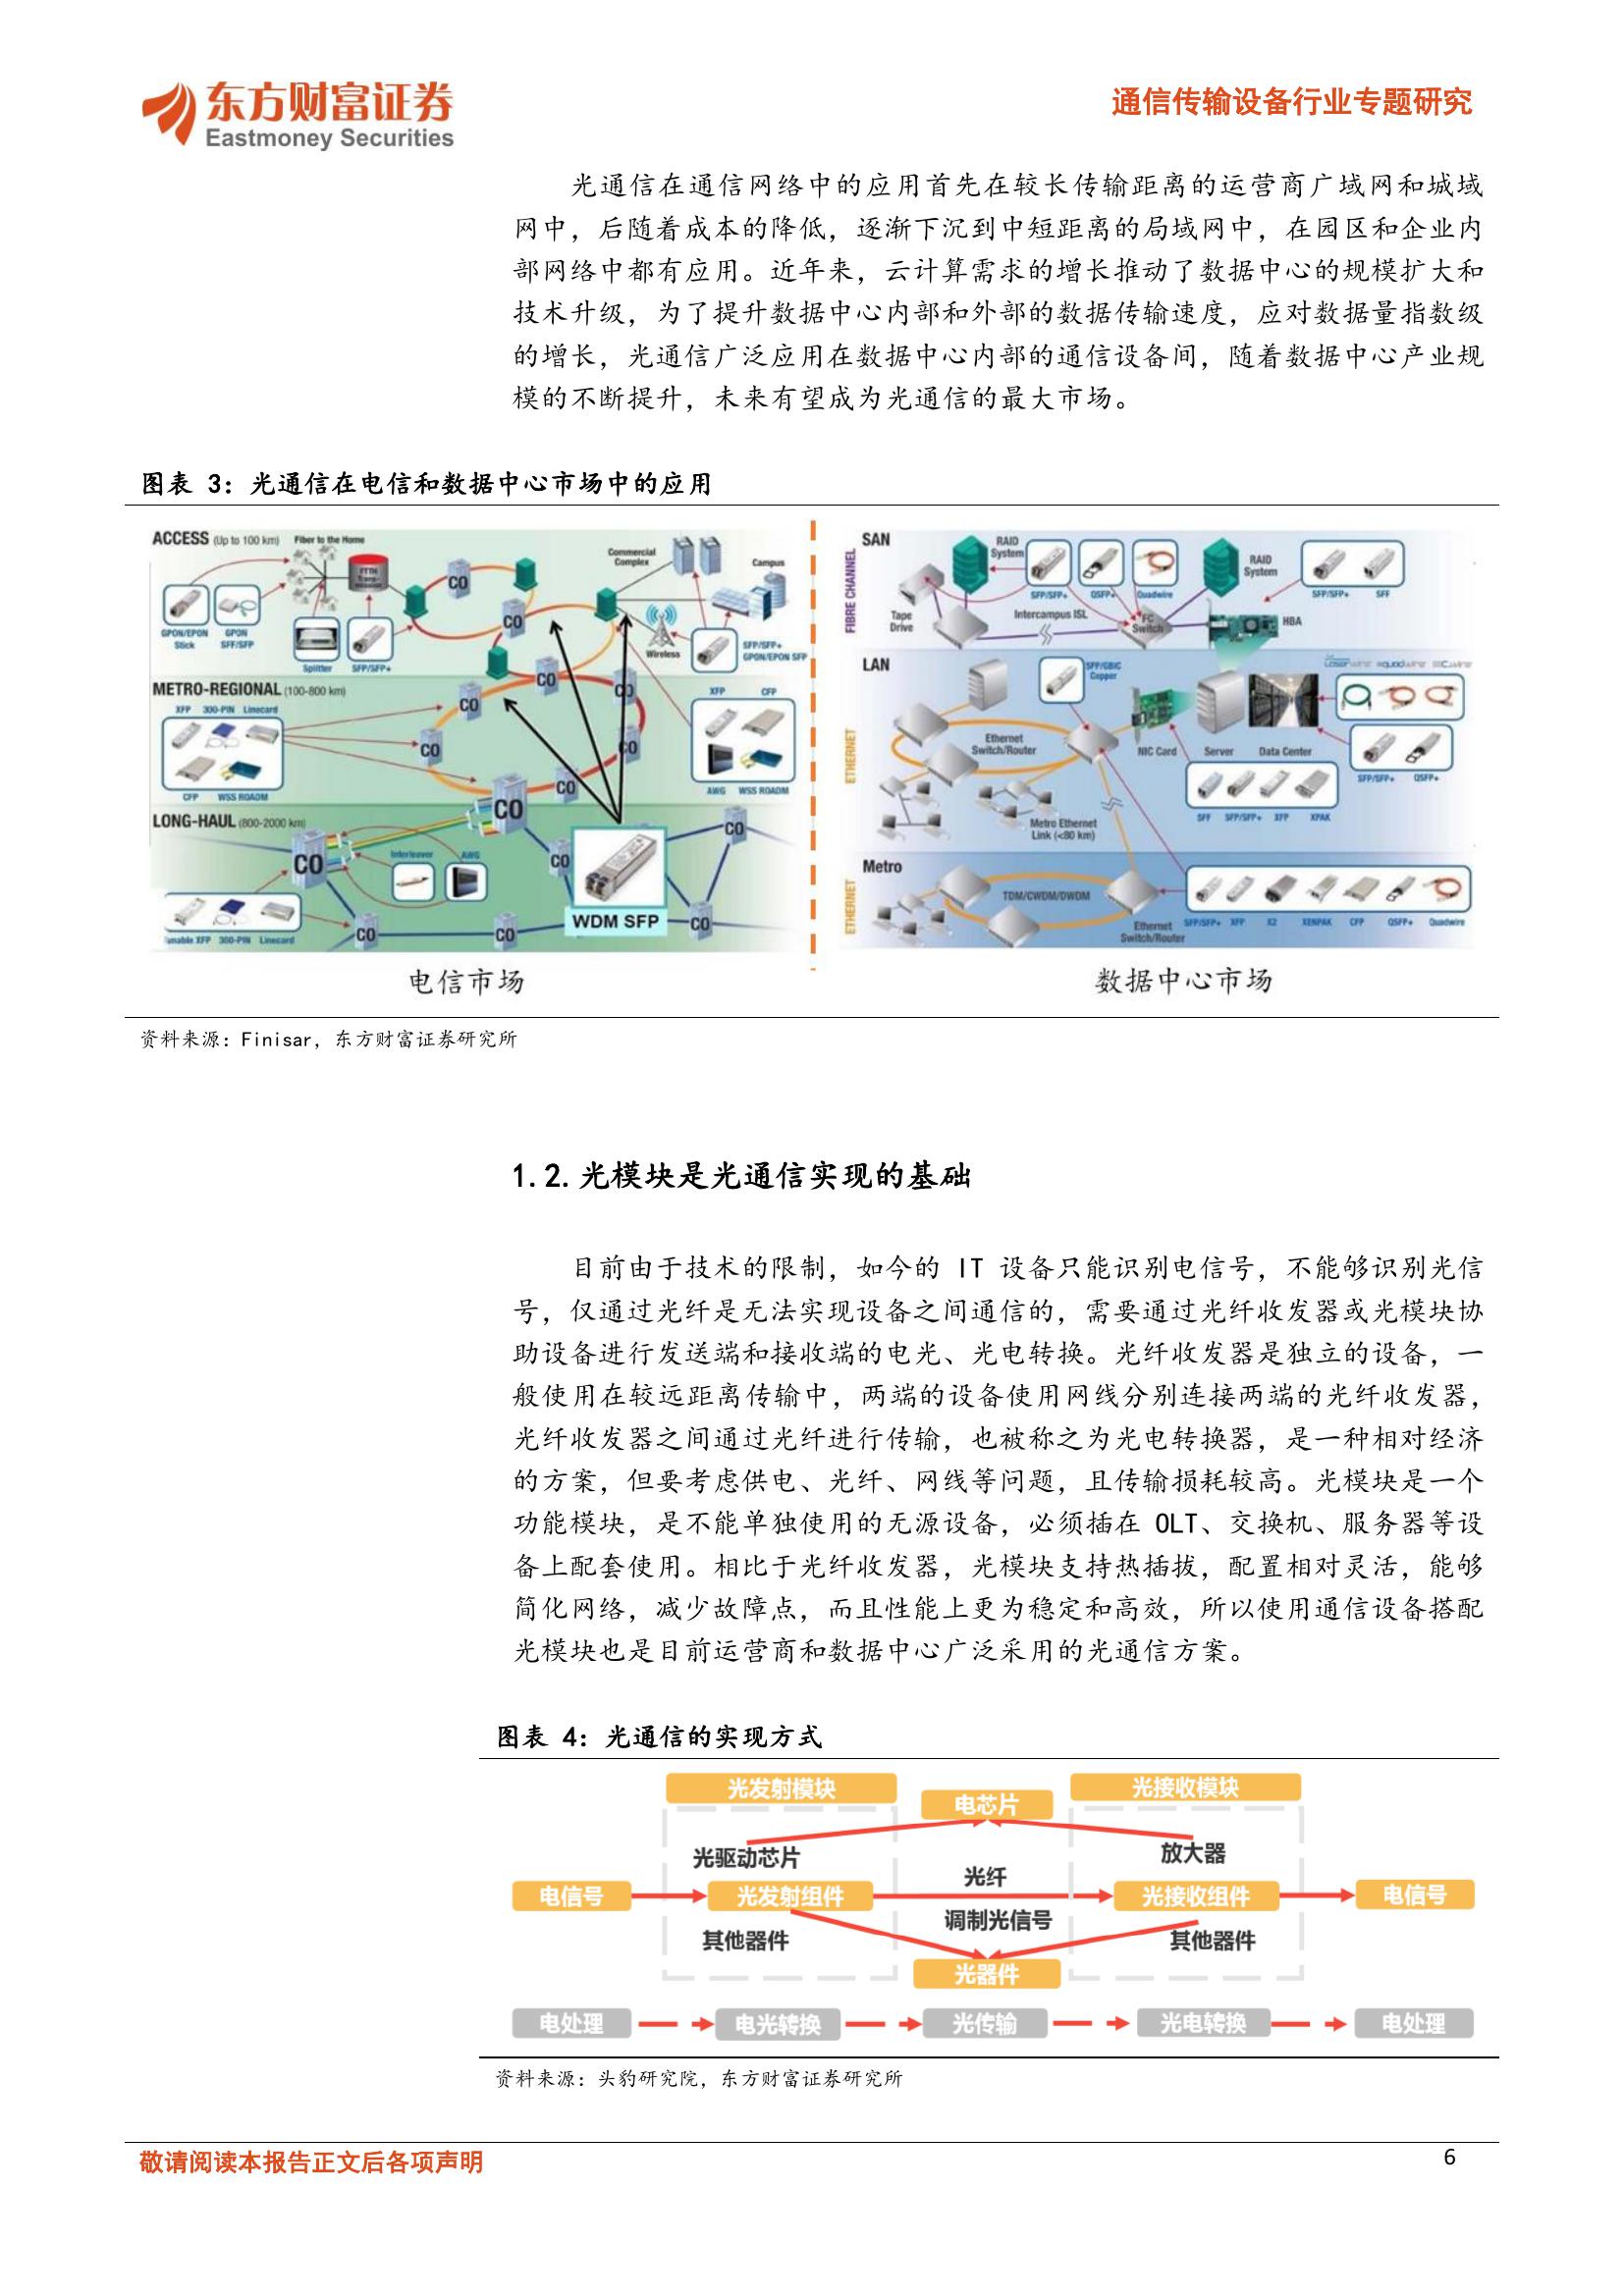 东方财富证券
Eastmoney Securities
通信传输设备行业专题研究
光通信在通信网络中的应用首先在较长传输距离的运营商广域网和城域
网中，后随着成本的降低，逐渐下沉到中短距离的局域网中，在园区和企业内
部网络中都有应用。近年来，云计算需求的增长推动了数据中心的规模扩大和
技术升级，为了提升数据中心内部和外部的数据传输速度，应对数据量指数级
的增长，光通信广泛应用在数据中心内部的通信设备间，随着数据中心产业规
模的不断提升，未来有望成为光通信的最大市场。
图表 3：光通信在电信和数据中心市场中的应用
ACCESS (Up to 100 km)
Fiber to the Home
Commercial
Complex
Campus
CO
CO
GPON/EPON
Stick
GPON
SFF/SFP
Splitter
SFP/SFP+
Wireless
SFP/SFP+
GPON/EPON SFP
METRO-REGIONAL (100-800 km)
XFP 300-PIN Linecard
CFP WSS ROADM
CO
CO
CO
CO
CO
CO
CO
XFP CFP
AWG WSS ROADM
LONG-HAUL (800-2000 km)
CO
Interleaver
AWG
CO
CO
WDM SFP
CO
CO
CO
XFP 300-PIN Linecard
电信市场
FIBRE CHANNEL
SAN
RAID
System
SFP/SFP+
QSFP+
Quadwire
RAID
System
SFP/SFP+
SFF
Tape
Drive
Intercampus ISL
FC
Switch
HBA
ETHERNET
LAN
SFP/GBIC
Copper
Ethernet
Switch/Router
NIC Card
Server
Data Center
SFP/SFP+ QSFP+
SFF SFP/SFP+ XFP XPAK
Metro Ethernet
Link (<80 km)
ETHERNET
Metro
TDM/CWDM/DWDM
Ethernet
Switch/Router
SFP/SFP+ XFP X2 XENPAK CFP QSFP+ Quadwire
数据中心市场
资料来源：Finisar，东方财富证券研究所
1.2.光模块是光通信实现的基础
目前由于技术的限制，如今的 IT 设备只能识别电信号，不能够识别光信
号，仅通过光纤是无法实现设备之间通信的，需要通过光纤收发器或光模块协
助设备进行发送端和接收端的电光、光电转换。光纤收发器是独立的设备，一
般使用在较远距离传输中，两端的设备使用网线分别连接两端的光纤收发器，
光纤收发器之间通过光纤进行传输，也被称之为光电转换器，是一种相对经济
的方案，但要考虑供电、光纤、网线等问题，且传输损耗较高。光模块是一个
功能模块，是不能单独使用的无源设备，必须插在 OLT、交换机、服务器等设
备上配套使用。相比于光纤收发器，光模块支持热插拔，配置相对灵活，能够
简化网络，减少故障点，而且性能上更为稳定和高效，所以使用通信设备搭配
光模块也是目前运营商和数据中心广泛采用的光通信方案。
图表 4：光通信的实现方式
光发射模块
电芯片
光接收模块
光驱动芯片
放大器
光纤
电信号
光发射组件
光接收组件
电信号
调制光信号
其他器件
其他器件
光器件
电处理
电光转换
光传输
光电转换
电处理
资料来源：头豹研究院，东方财富证券研究所
敬请阅读本报告正文后各项声明
6